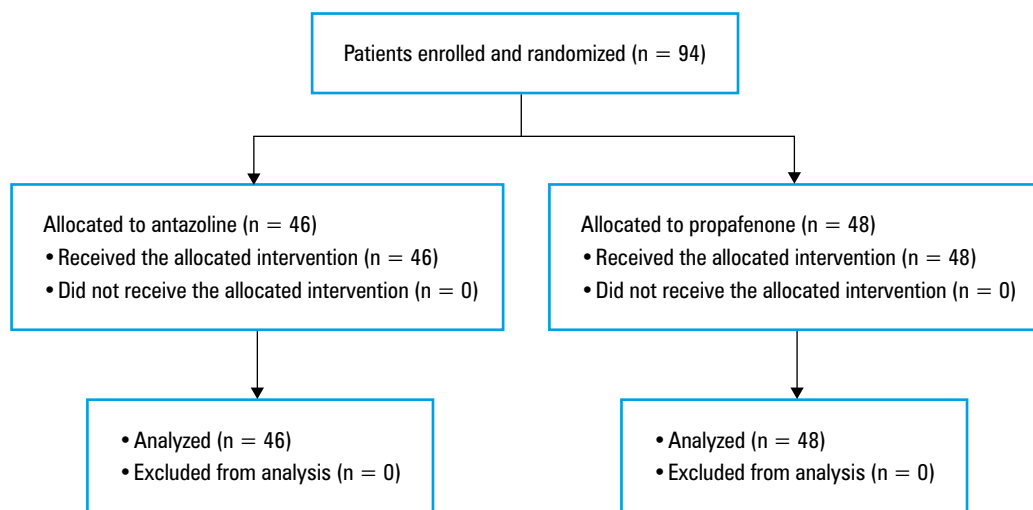 Patients enrolled and randomized (n = 94)
Allocated to antazoline (n = 46)
• Received the allocated intervention (n = 46)
• Did not receive the allocated intervention (n = 0)
Allocated to propafenone (n = 48)
• Received the allocated intervention (n = 48)
• Did not receive the allocated intervention (n = 0)
• Analyzed (n = 46)
• Excluded from analysis (n = 0)
• Analyzed (n = 48)
• Excluded from analysis (n = 0)